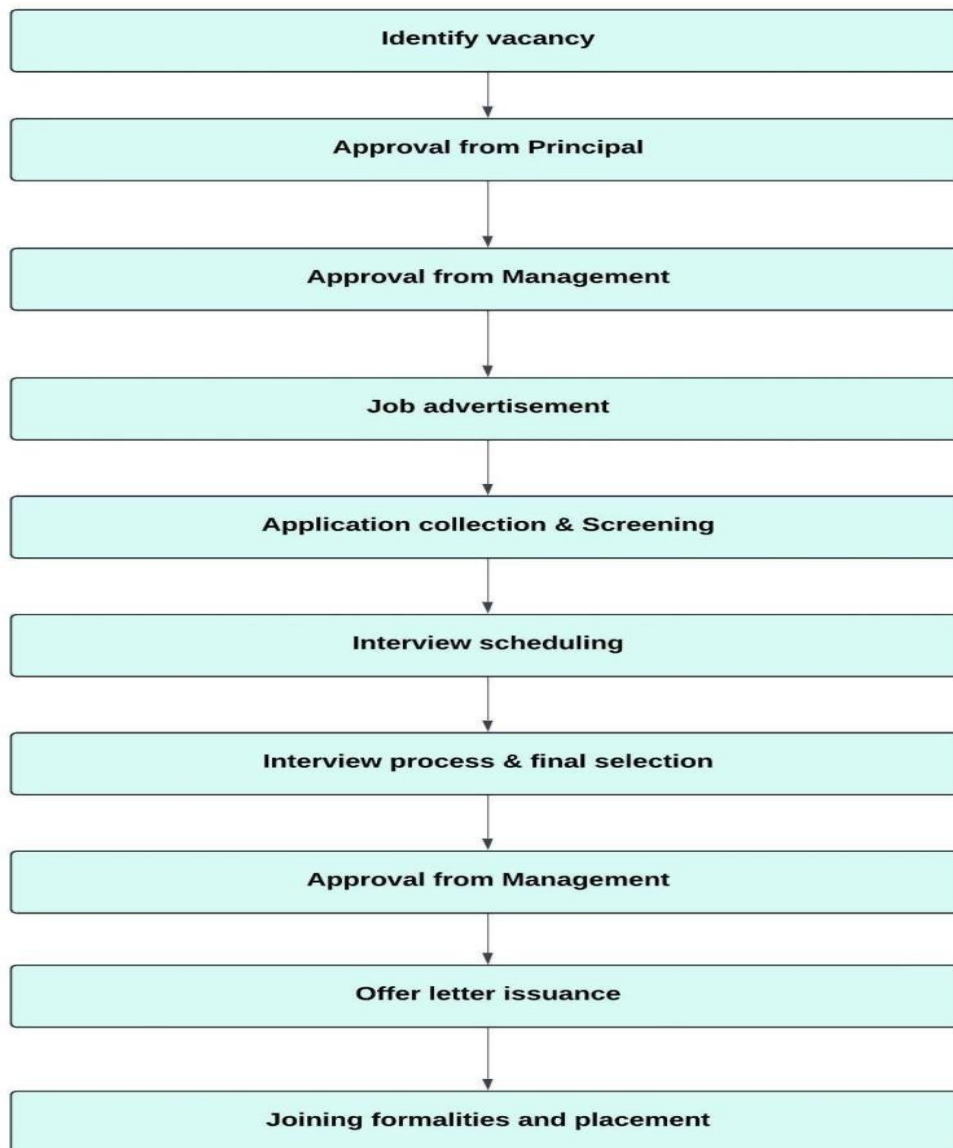 Identify vacancy
Approval from Principal
Approval from Management
Job advertisement
Application collection & Screening
Interview scheduling
Interview process & final selection
Approval from Management
Offer letter issuance
Joining formalities and placement